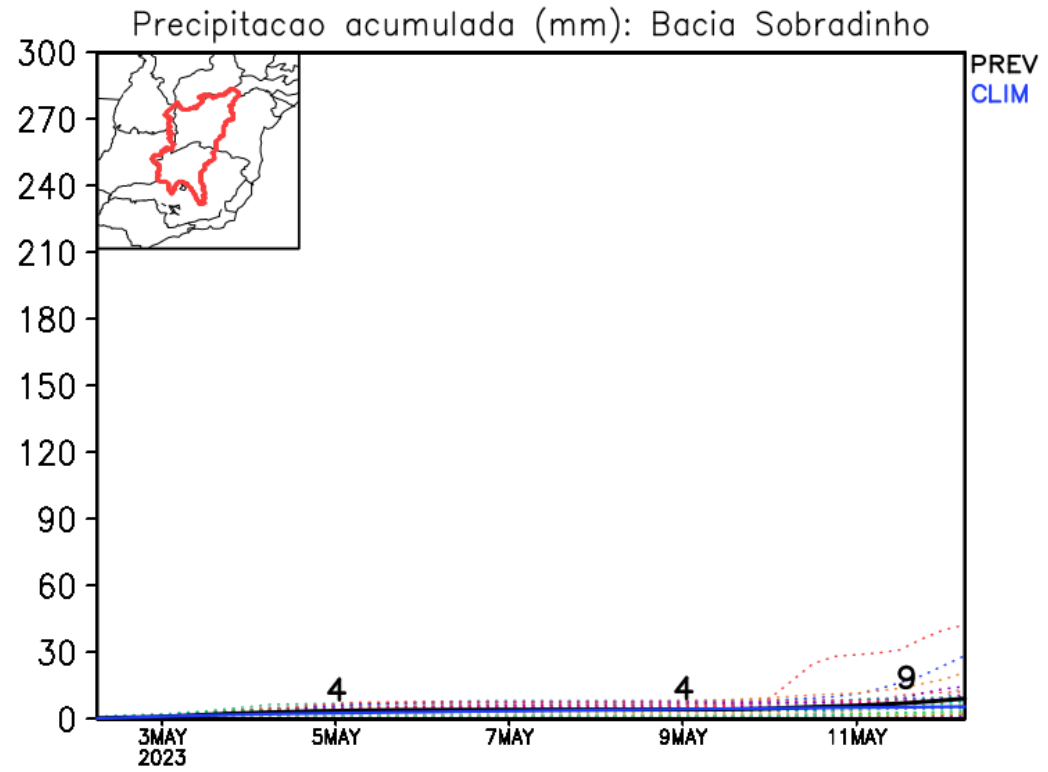 Precipitacao acumulada (mm): Bacia Sobradinho
PREV
CLIM
300
270
240
210
180
150
120
90
60
30
0
4
4
9
3MAY
2023
5MAY
7MAY
9MAY
11MAY